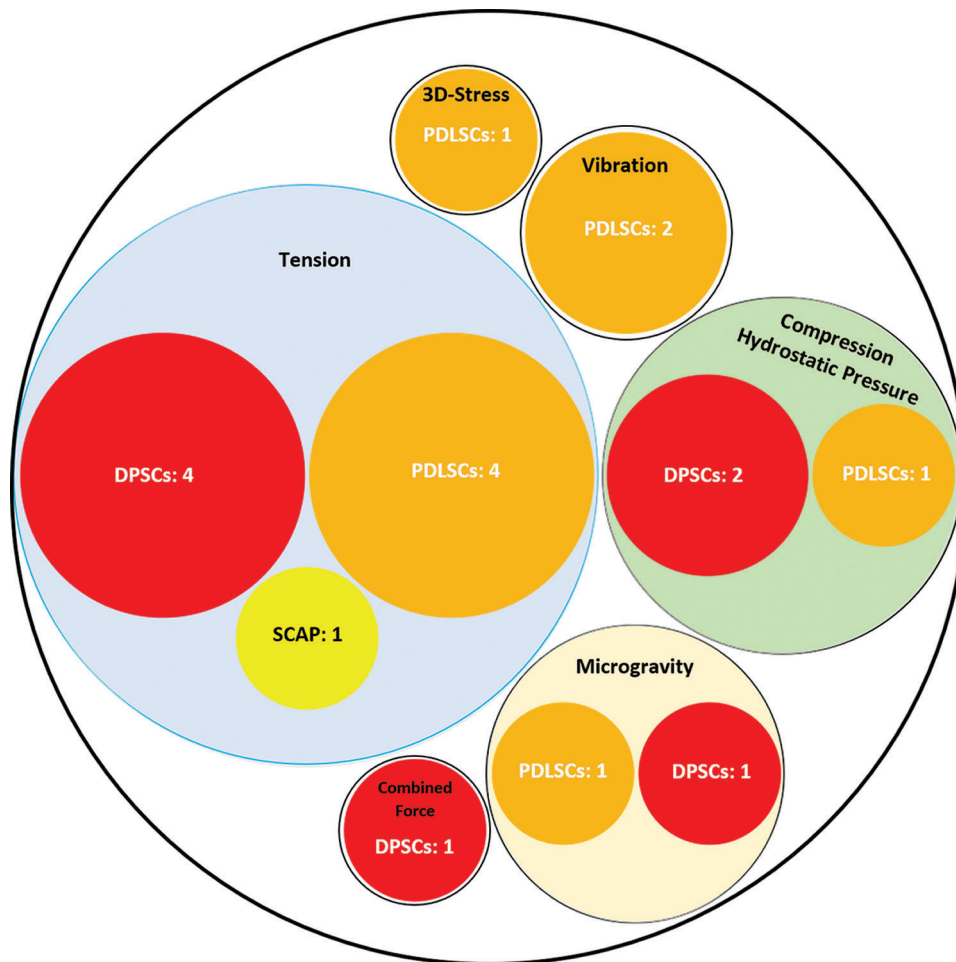 3D-Stress
PDLSCs: 1
Vibration
PDLSCs: 2
Tension
DPSCs: 4
PDLSCs: 4
SCAP: 1
Compression
Hydrostatic Pressure
DPSCs: 2
PDLSCs: 1
Microgravity
PDLSCs: 1
DPSCs: 1
Combined
Force
DPSCs: 1